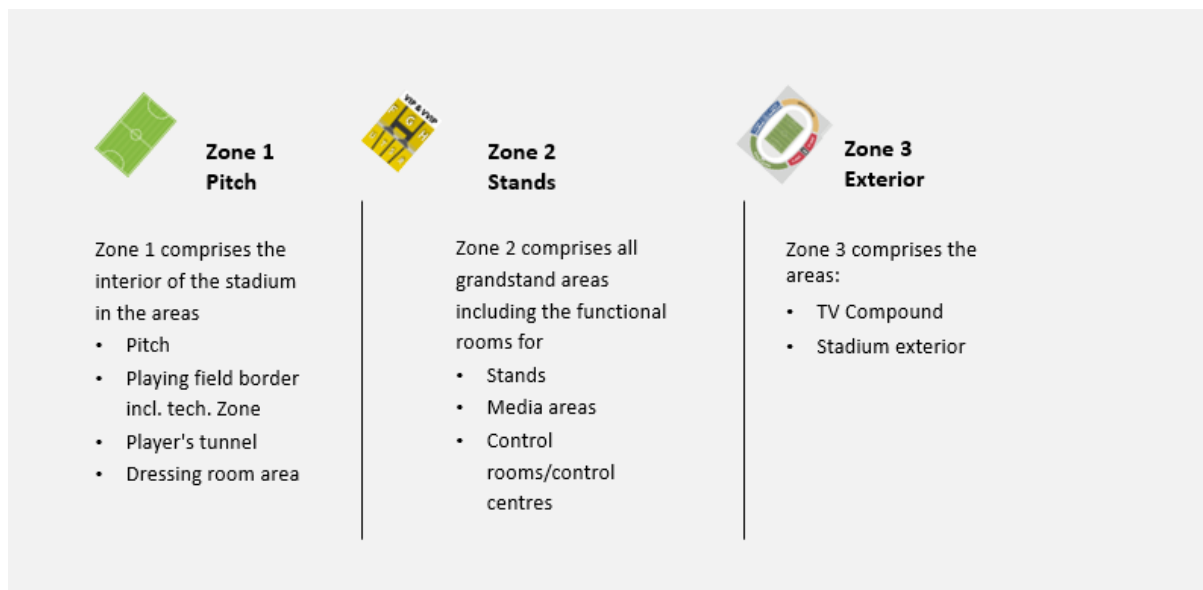 VIP & VVIP
F
G
H
Zone 1
Pitch
Zone 1 comprises the
interior of the stadium
in the areas
• Pitch
• Playing field border
incl. tech. Zone
• Player's tunnel
• Dressing room area
Zone 2
Stands
Zone 2 comprises all
grandstand areas
including the functional
rooms for
• Stands
• Media areas
• Control
rooms/control
centres
Zone 3
Exterior
Zone 3 comprises the
areas:
• TV Compound
• Stadium exterior